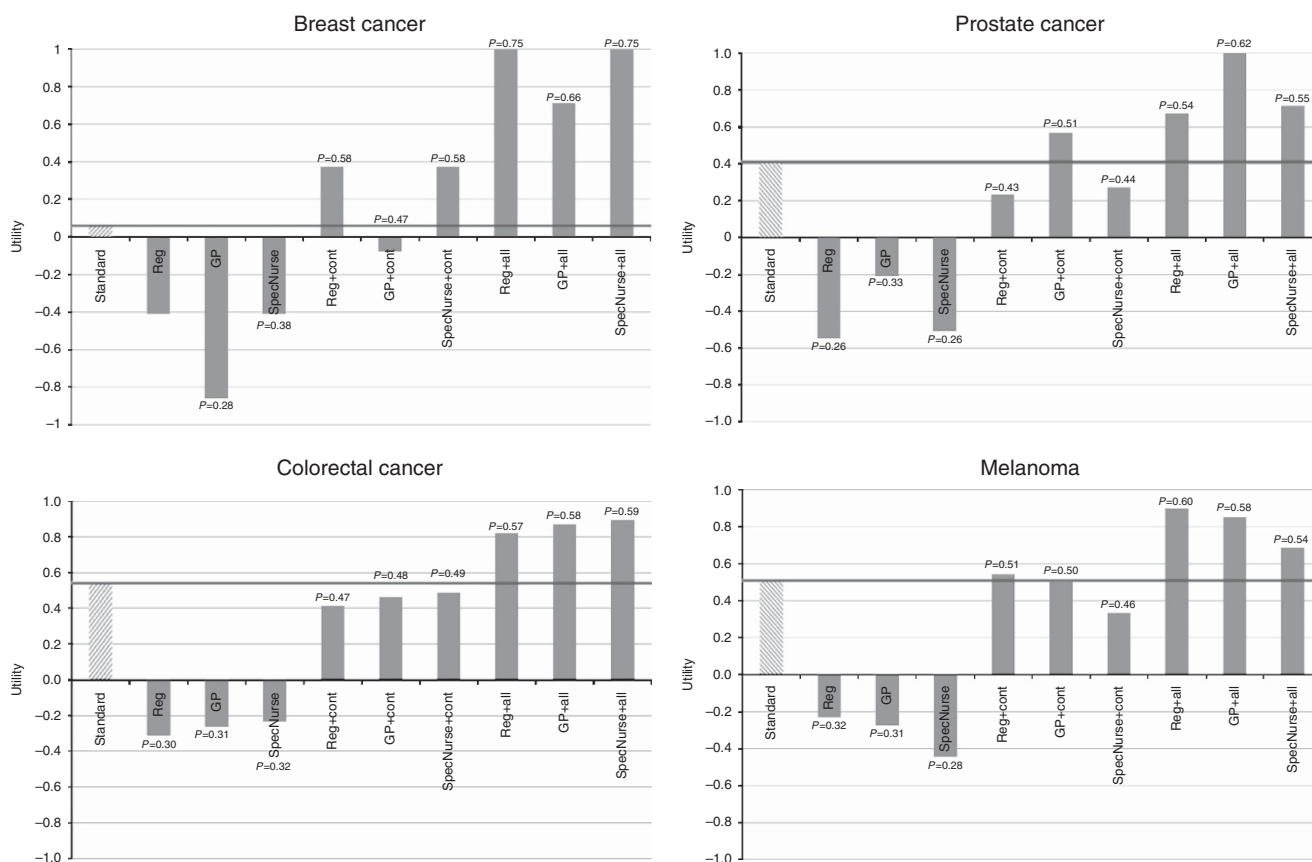 Breast cancer
Utility
1
0.8
0.6
0.4
0.2
0
−0.2
−0.4
−0.6
−0.8
−1
Standard
Reg
GP
P=0.28
SpecNurse
P=0.38
Reg+cont
P=0.58
GP+cont
P=0.47
SpecNurse+cont
P=0.58
Reg+all
P=0.75
GP+all
P=0.66
SpecNurse+all
P=0.75
Prostate cancer
Utility
1.0
0.8
0.6
0.4
0.2
0
−0.2
−0.4
−0.6
−0.8
−1.0
Standard
Reg
P=0.26
GP
P=0.33
SpecNurse
P=0.26
Reg+cont
P=0.43
GP+cont
P=0.51
SpecNurse+cont
P=0.44
Reg+all
P=0.54
GP+all
P=0.62
SpecNurse+all
P=0.55
Colorectal cancer
Utility
1.0
0.8
0.6
0.4
0.2
0.0
−0.2
−0.4
−0.6
−0.8
−1.0
Standard
Reg
P=0.30
GP
P=0.31
SpecNurse
P=0.32
Reg+cont
P=0.47
GP+cont
P=0.48
SpecNurse+cont
P=0.49
Reg+all
P=0.57
GP+all
P=0.58
SpecNurse+all
P=0.59
Melanoma
Utility
1.0
0.8
0.6
0.4
0.2
0.0
−0.2
−0.4
−0.6
−0.8
−1.0
Standard
Reg
P=0.32
GP
P=0.31
SpecNurse
P=0.28
Reg+cont
P=0.51
GP+cont
P=0.50
SpecNurse+cont
P=0.46
Reg+all
P=0.60
GP+all
P=0.58
SpecNurse+all
P=0.54